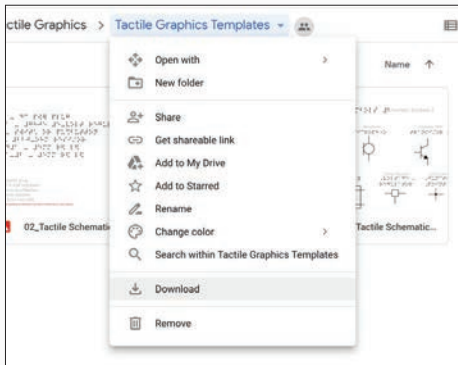 ctile Graphics > Tactile Graphics Templates
Open with
New folder
Name
Share
Get shareable link
Add to My Drive
Add to Starred
Rename
Change color
02_Tactile Schemati
Tactile Schematic...
Search within Tactile Graphics Templates
Download
Remove